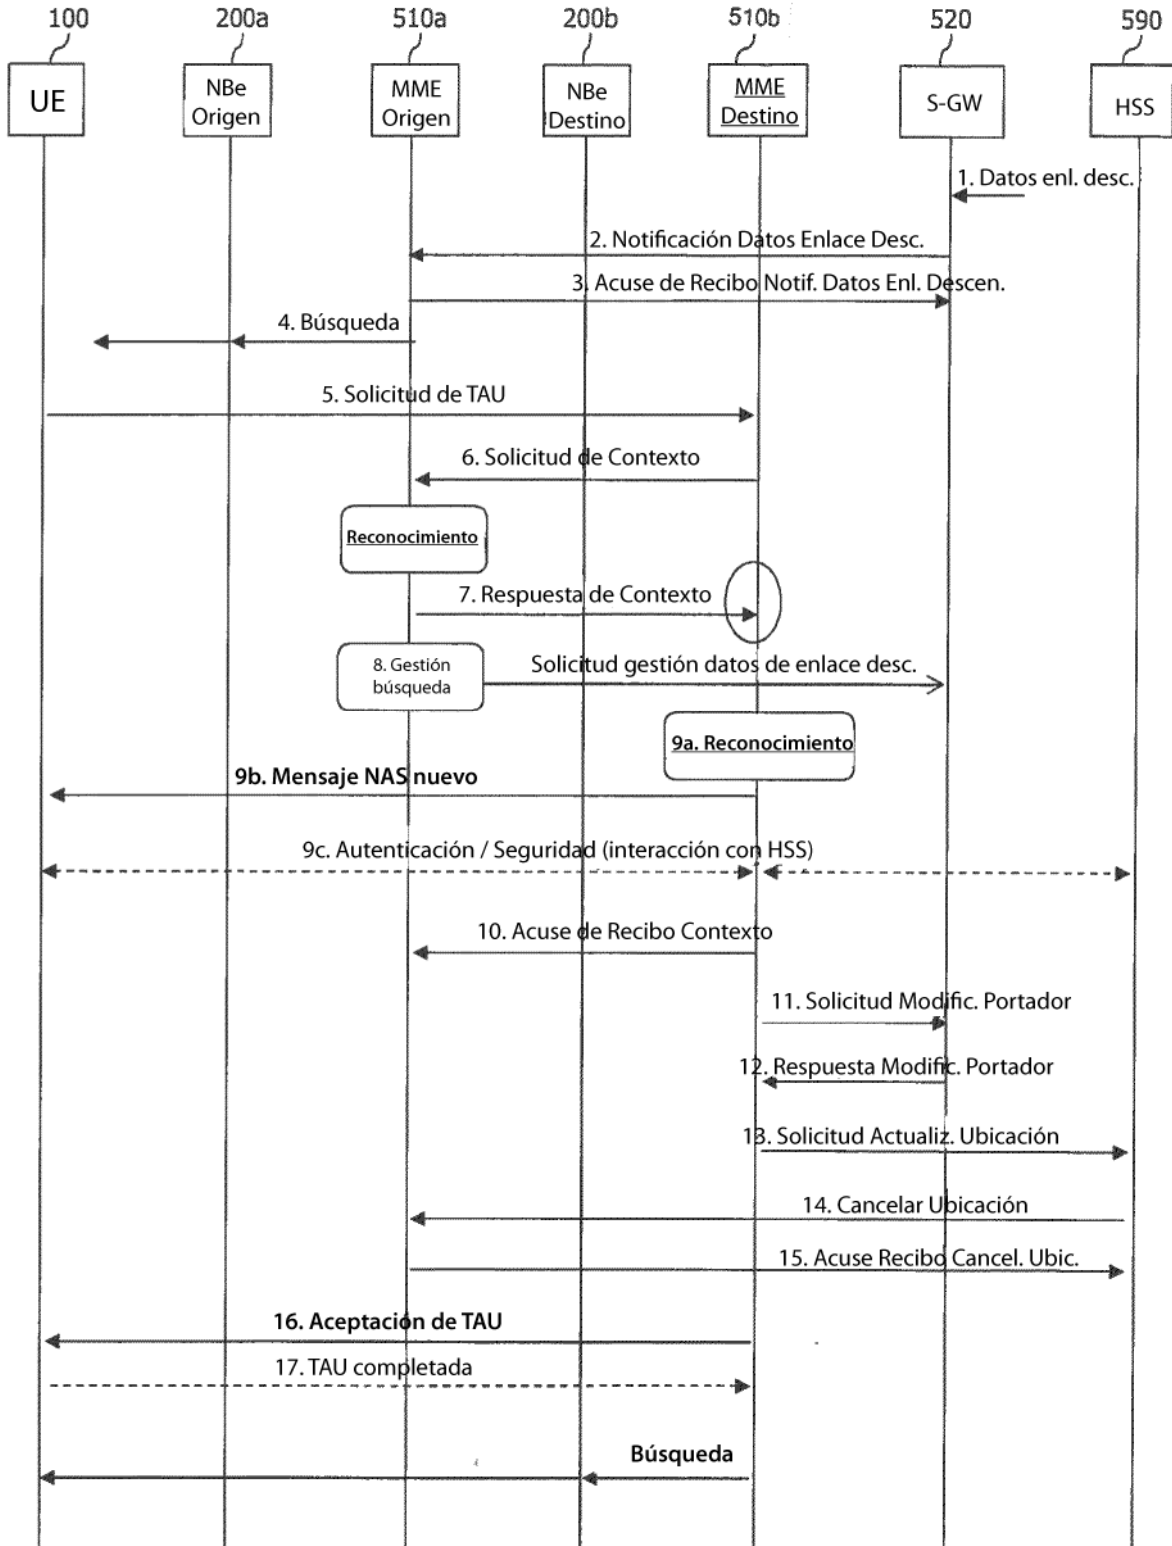 100 200a 510a 200b 510b 520 590
UE
NBe
Origen
MME
Origen
NBe
Destino
MME
Destino
S-GW
HSS
1. Datos enl. desc.
2. Notificación Datos Enlace Desc.
3. Acuse de Recibo Notif. Datos Enl. Descen.
4. Búsqueda
5. Solicitud de TAU
6. Solicitud de Contexto
Reconocimiento
7. Respuesta de Contexto
8. Gestión
búsqueda
Solicitud gestión datos de enlace desc.
9a. Reconocimiento
9b. Mensaje NAS nuevo
9c. Autenticación / Seguridad (interacción con HSS)
10. Acuse de Recibo Contexto
11. Solicitud Modific. Portador
12. Respuesta Modific. Portador
13. Solicitud Actualiz. Ubicación
14. Cancelar Ubicación
15. Acuse Recibo Cancel. Ubic.
16. Aceptación de TAU
17. TAU completada
Búsqueda